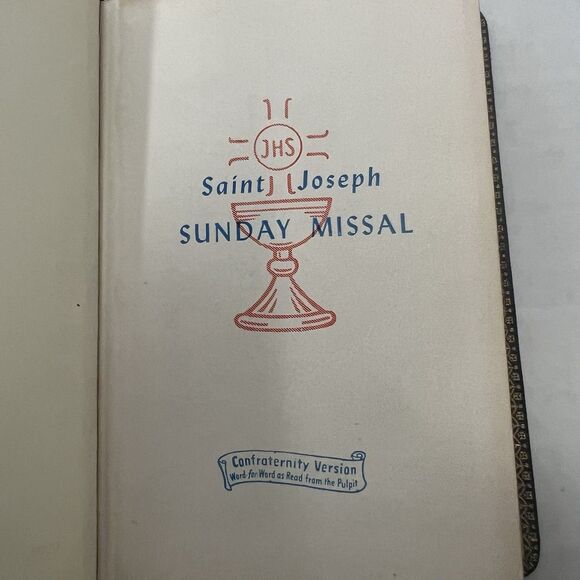 JHS
Saint Joseph
SUNDAY MISSAL
Confraternity Version
Word-for-Word as Read from the Pulpit